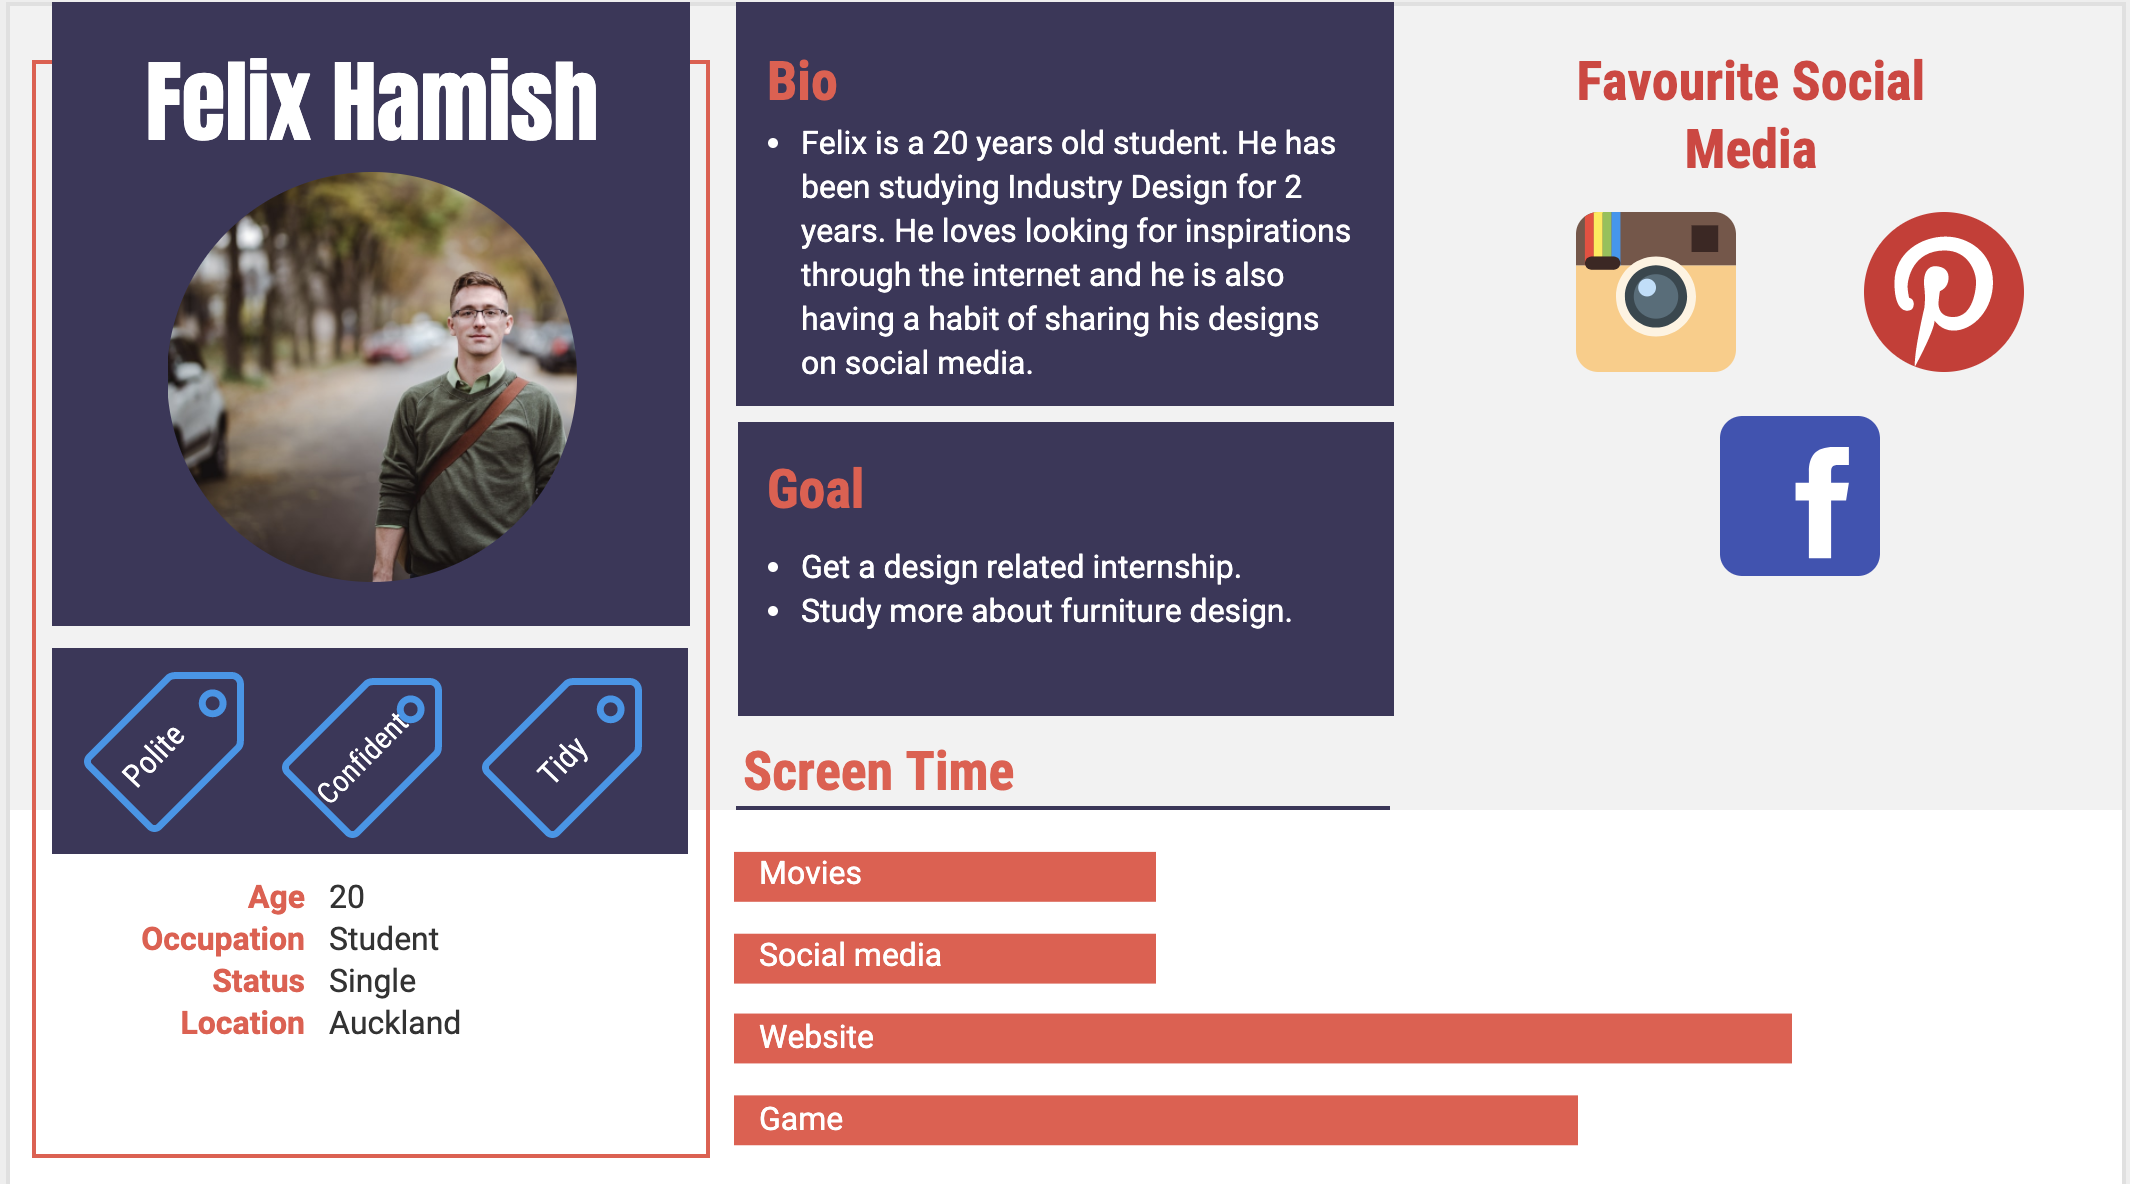 Felix Hamish
Polite
Confident
Tidy
Age 20
Occupation Student
Status Single
Location Auckland
Bio
• Felix is a 20 years old student. He has
been studying Industry Design for 2
years. He loves looking for inspirations
through the internet and he is also
having a habit of sharing his designs
on social media.
Goal
• Get a design related internship.
• Study more about furniture design.
Screen Time
Movies
Social media
Website
Game
Favourite Social
Media